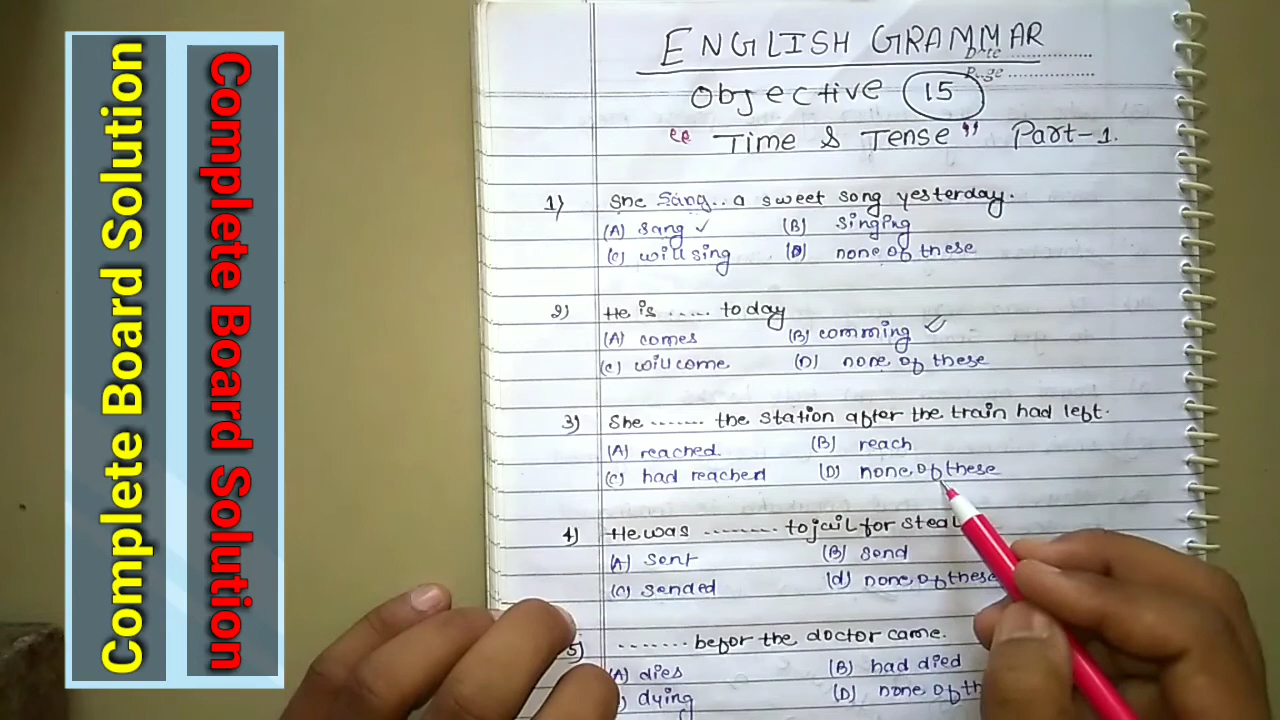 Complete Board Solution
Complete Board Solution
ENGLISH GRAMMAR
Date
Page
Objective 15
"Time & Tense" Part-1.
1) She Sang.. a sweet song yesterday.
(A) sang ✓ (B) singing
(C) will sing (D) none of these
2) He is ..... today
(A) comes (B) comming ✓
(C) will come (D) none of these
3) She ....... the station after the train had left.
(A) reached. (B) reach
(C) had reached (D) none of these
4) He was ........ to jail for
(A) sent (B) send
(C) sended (d) none of these
5) ....... befor the doctor came.
(A) dies (B) had died
dying (D) none of